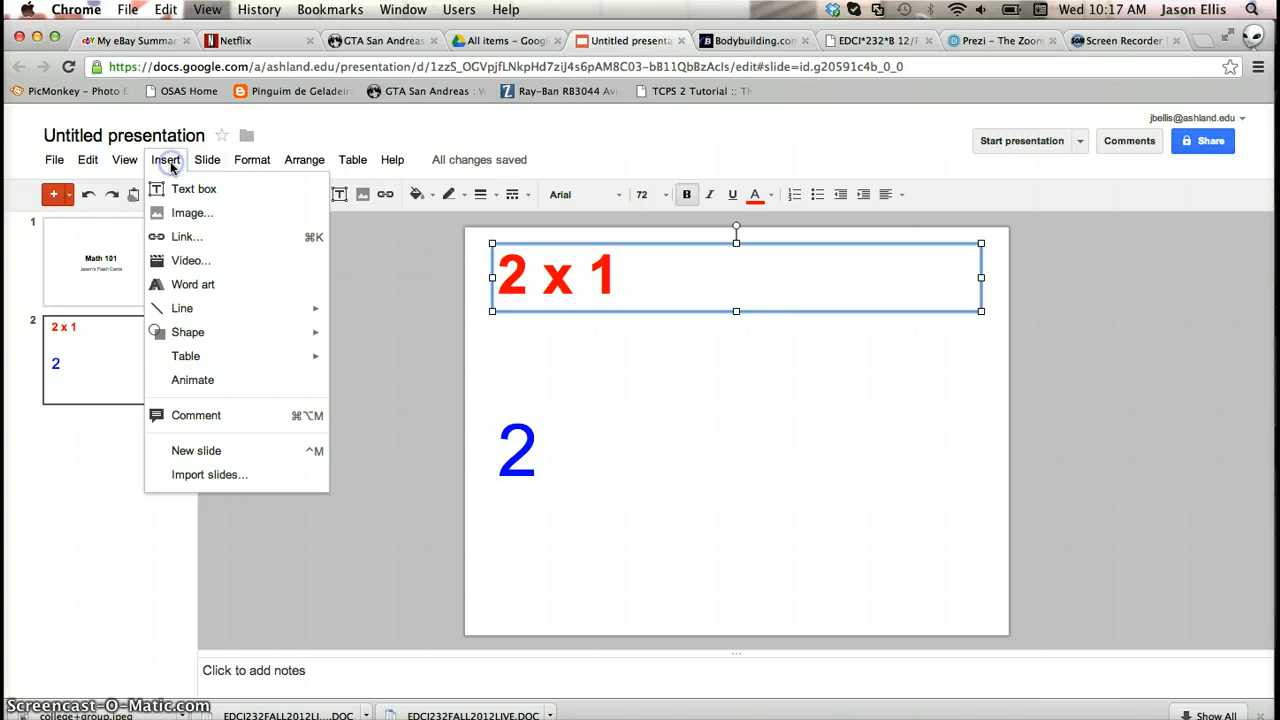 Chrome File Edit View History Bookmarks Window Users Help Wed 10:17 AM Jason Ellis
My eBay Summar Netflix GTA San Andreas All items - Goog Untitled presenta Bodybuilding.com EDCI*232*B 12/F Prezi - The Zoom Screen Recorder
https://docs.google.com/a/ashland.edu/presentation/d/1zzS_OGVpjfLNkpHd7ziJ4s6pAM8C03-bB11QbBzAcIs/edit#slide=id.g20591c4b_0_0
PicMonkey - Photo E OSAS Home Pinguim de Geladei GTA San Andreas : Ray-Ban RB3044 Avi TCPS 2 Tutorial ::
jbellis@ashland.edu
Untitled presentation
Start presentation Comments Share
File Edit View Insert Slide Format Arrange Table Help All changes saved
Arial 72 B I U A
Text box
Image...
Link... ⌘K
Video...
Word art
Line
Shape
Table
Animate
Comment ⌘⌥M
New slide ^M
Import slides...
1
Math 101
Jason's Flash Cards
2
2 x 1
2
2 x 1
2
Click to add notes
Screencast-O-Matic.com
college+group.jpeg EDCI232FALL2012LI....DOC EDCI232FALL2012LIVE.DOC Show All